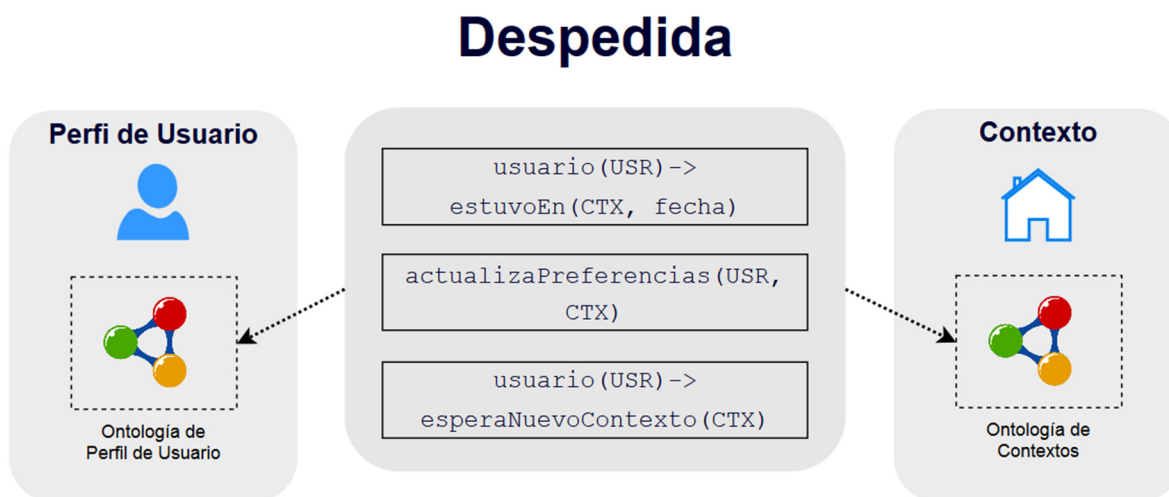 Despedida
Perfi de Usuario
Ontología de
Perfil de Usuario
usuario(USR)->
estuvoEn(CTX, fecha)
actualizaPreferencias(USR,
CTX)
usuario(USR)->
esperaNuevoContexto(CTX)
Contexto
Ontología de
Contextos